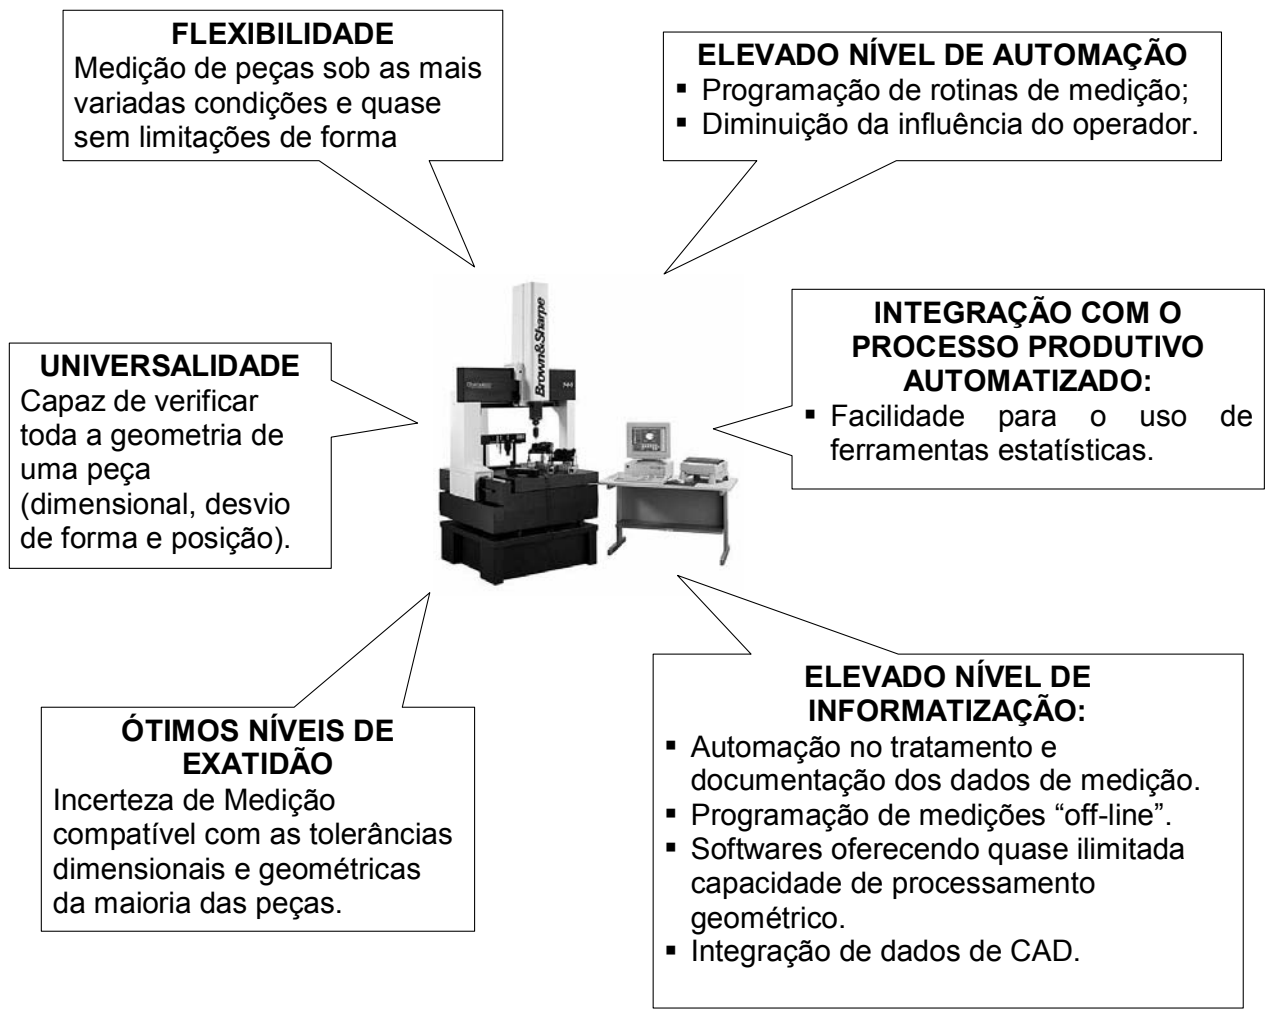 FLEXIBILIDADE
Medição de peças sob as mais
variadas condições e quase
sem limitações de forma
ELEVADO NÍVEL DE AUTOMAÇÃO
▪ Programação de rotinas de medição;
▪ Diminuição da influência do operador.
Brown&Sharpe
UNIVERSALIDADE
Capaz de verificar
toda a geometria de
uma peça
(dimensional, desvio
de forma e posição).
INTEGRAÇÃO COM O
PROCESSO PRODUTIVO
AUTOMATIZADO:
▪ Facilidade para o uso de
ferramentas estatísticas.
ÓTIMOS NÍVEIS DE
EXATIDÃO
Incerteza de Medição
compatível com as tolerâncias
dimensionais e geométricas
da maioria das peças.
ELEVADO NÍVEL DE
INFORMATIZAÇÃO:
▪ Automação no tratamento e
documentação dos dados de medição.
▪ Programação de medições “off-line”.
▪ Softwares oferecendo quase ilimitada
capacidade de processamento
geométrico.
▪ Integração de dados de CAD.